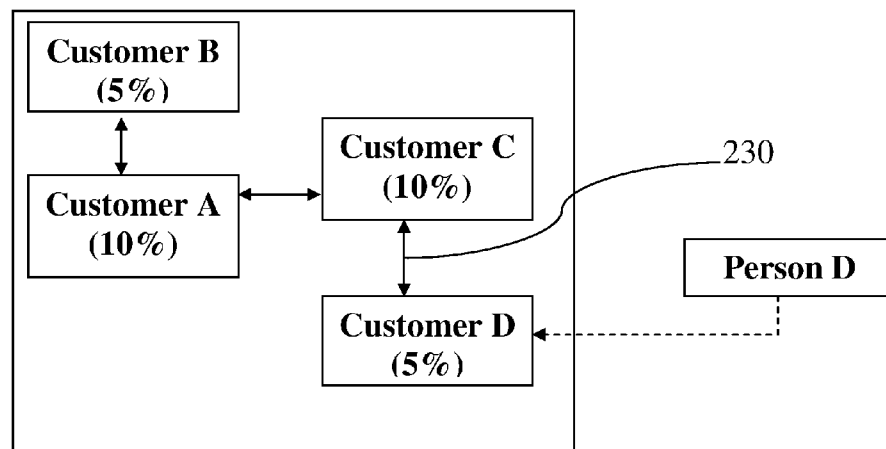 Customer B
(5%)
Customer C
(10%)
230
Customer A
(10%)
Person D
Customer D
(5%)